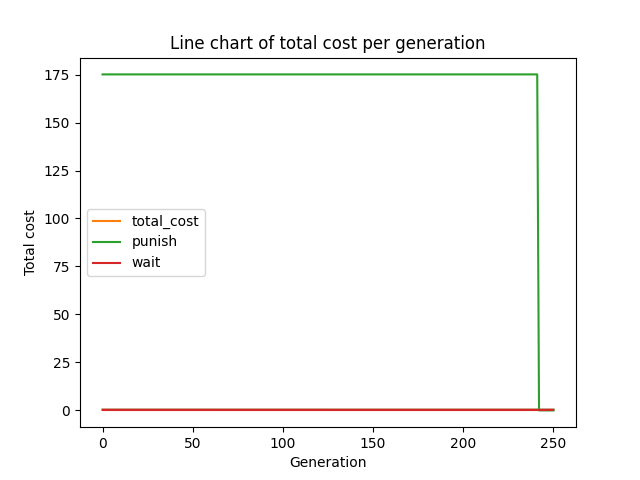 Line chart of total cost per generation
Total cost
175
150
125
100
75
50
25
0
total_cost
punish
wait
0 50 100 150 200 250
Generation